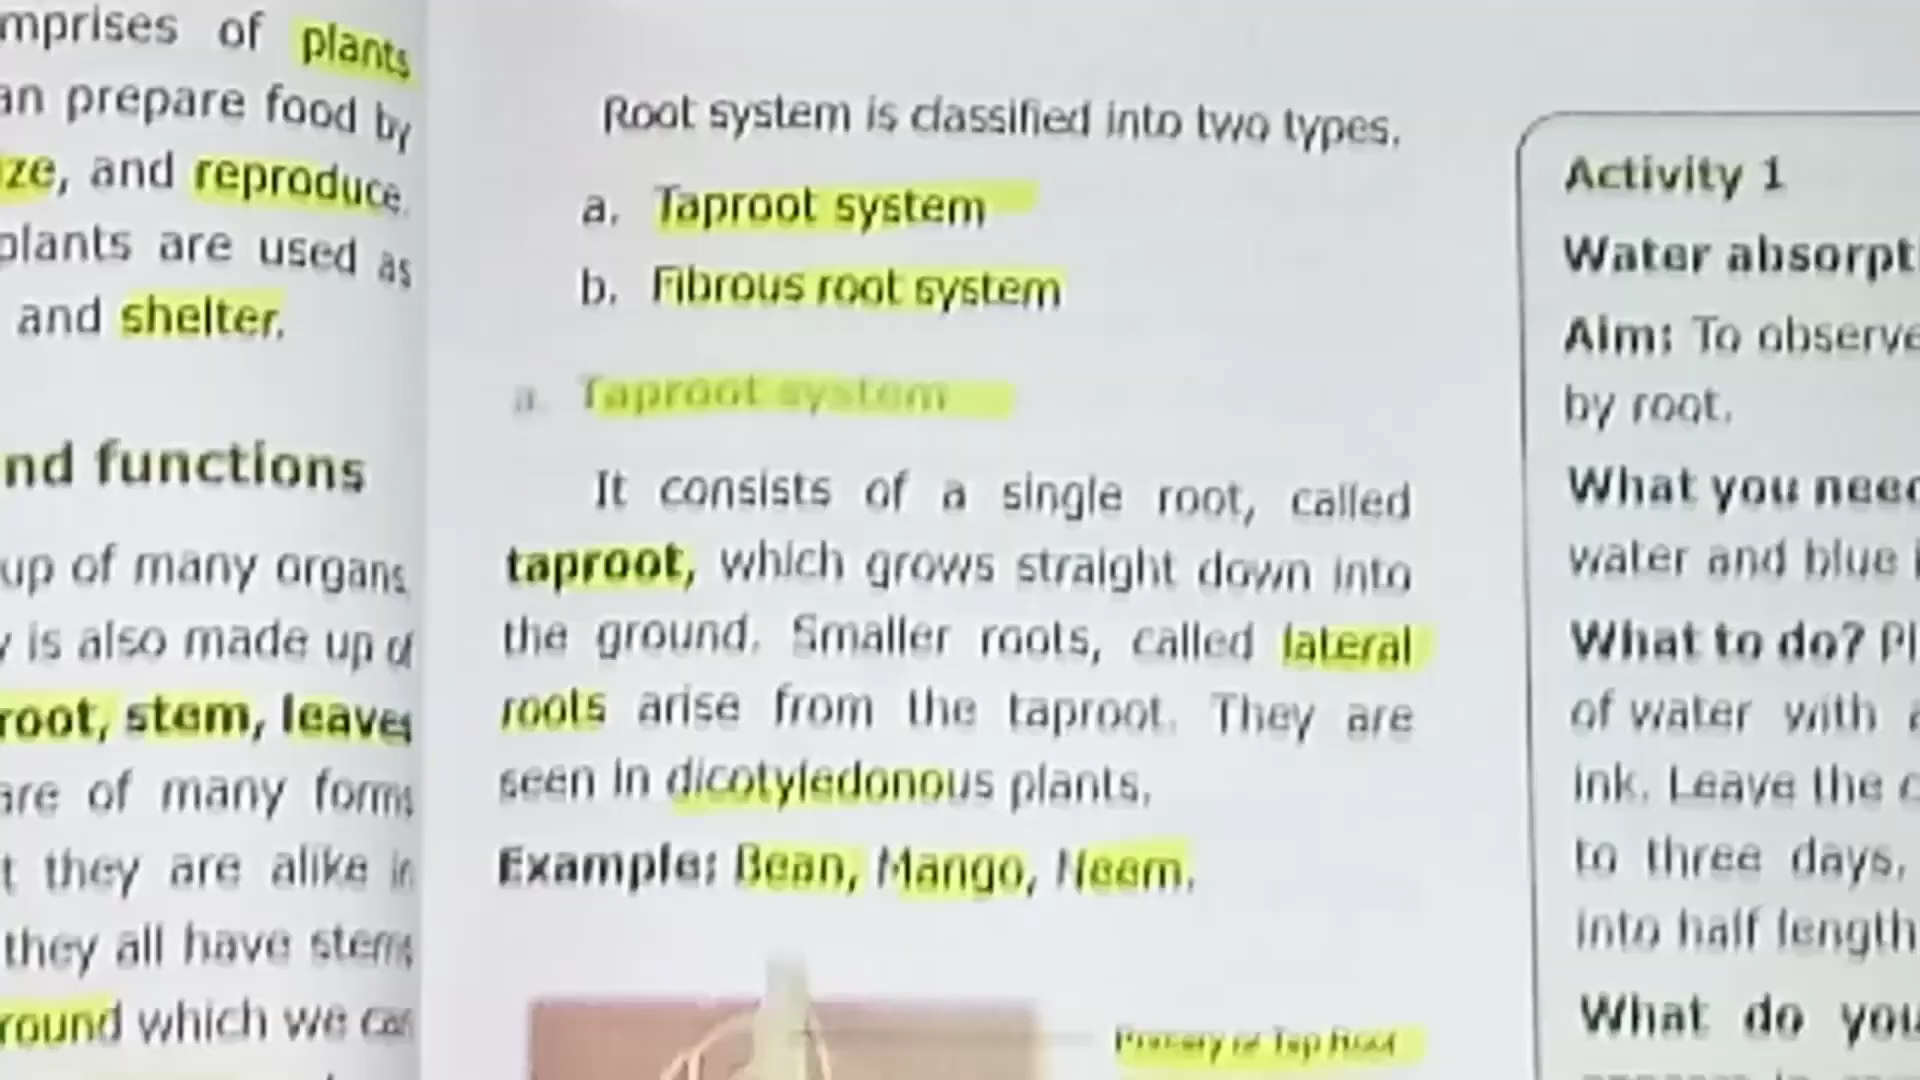 mprises of plants
an prepare food by
ize, and reproduce.
plants are used as
and shelter.
nd functions
up of many organs.
y is also made up of
root, stem, leaves
are of many forms
t they are alike in
they all have stems
round which we can
Root system is classified into two types.
a. Taproot system
b. Fibrous root system
a. Taproot system
It consists of a single root, called
taproot, which grows straight down into
the ground. Smaller roots, called lateral
roots arise from the taproot. They are
seen in dicotyledonous plants.
Example: Bean, Mango, Neem.
Primary or Tap Root
Activity 1
Water absorpt
Aim: To observe
by root.
What you need
water and blue i
What to do? Pl
of water with a
ink. Leave the c
to three days.
into half length
What do you